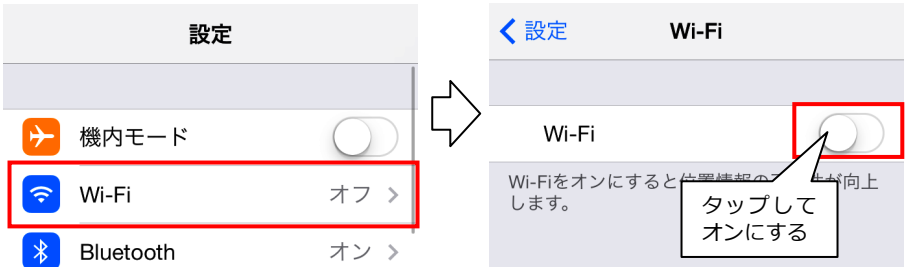 設定
機内モード
Wi-Fi オフ
Bluetooth オン
設定 Wi-Fi
Wi-Fi
Wi-Fiをオンにすると位置情報の が向上
します。
タップして
オンにする